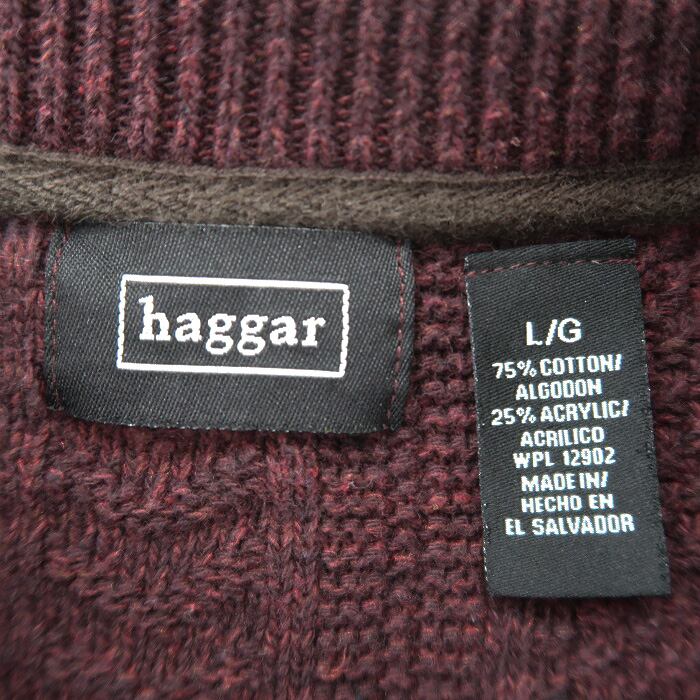 haggar
L/G
75% COTTON/
ALGODON
25% ACRYLIC/
ACRILICO
WPL 12902
MADE IN/
HECHO EN
EL SALVADOR